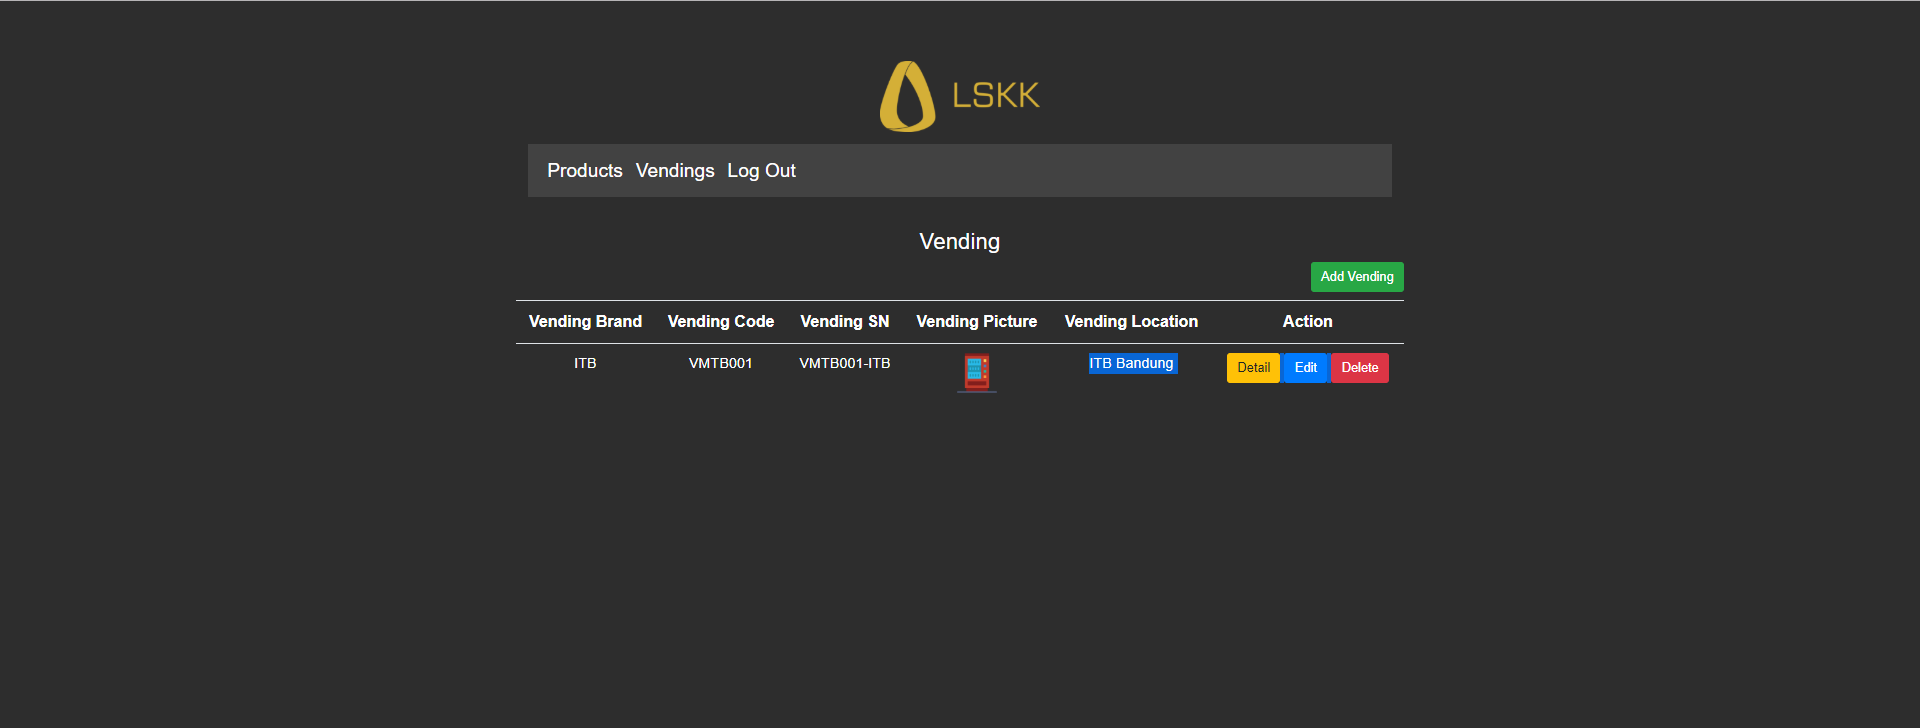 LSKK
Products Vendings Log Out
Vending
Add Vending
Vending Brand Vending Code Vending SN Vending Picture Vending Location Action
ITB VMTB001 VMTB001-ITB ITB Bandung Detail Edit Delete